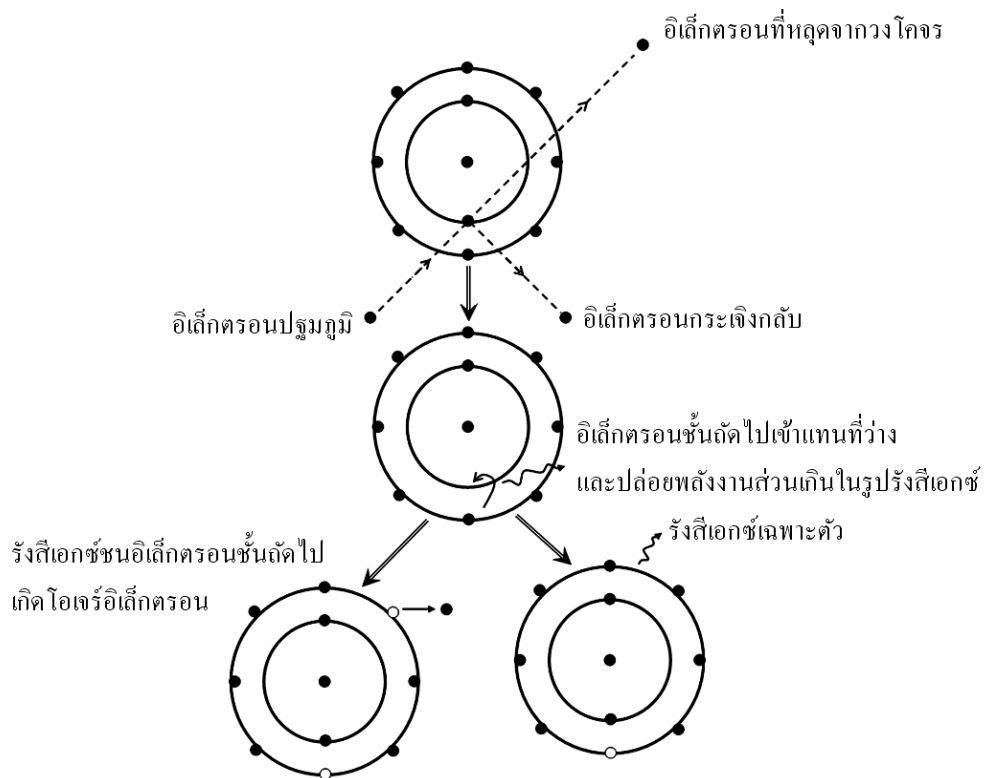 อิเล็กตรอนที่หลุดจากวงโคจร
อิเล็กตรอนปฐมภูมิ
อิเล็กตรอนกระเจิงกลับ
อิเล็กตรอนชั้นถัดไปเข้าแทนที่ว่าง
และปล่อยพลังงานส่วนเกินในรูปรังสีเอกซ์
รังสีเอกซ์เฉพาะตัว
รังสีเอกซ์ชนอิเล็กตรอนชั้นถัดไป
เกิดโอเจร์อิเล็กตรอน